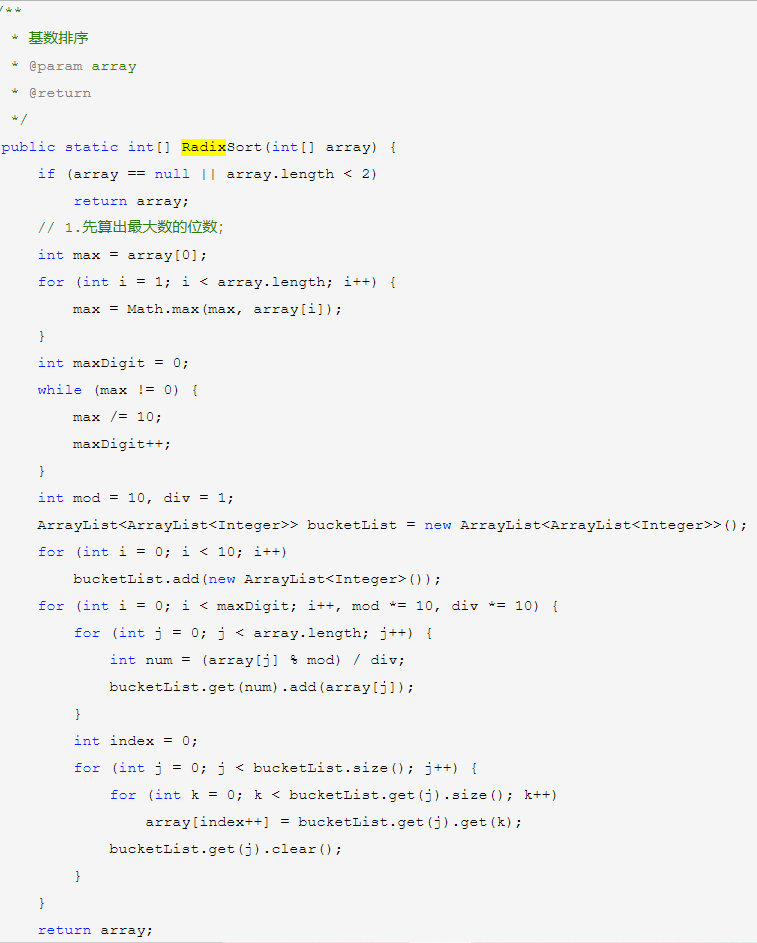 /**
 * 基数排序
 * @param array
 * @return
 */
public static int[] RadixSort(int[] array) {
    if (array == null || array.length < 2)
        return array;
    // 1.先算出最大数的位数;
    int max = array[0];
    for (int i = 1; i < array.length; i++) {
        max = Math.max(max, array[i]);
    }
    int maxDigit = 0;
    while (max != 0) {
        max /= 10;
        maxDigit++;
    }
    int mod = 10, div = 1;
    ArrayList<ArrayList<Integer>> bucketList = new ArrayList<ArrayList<Integer>>();
    for (int i = 0; i < 10; i++)
        bucketList.add(new ArrayList<Integer>());
    for (int i = 0; i < maxDigit; i++, mod *= 10, div *= 10) {
        for (int j = 0; j < array.length; j++) {
            int num = (array[j] % mod) / div;
            bucketList.get(num).add(array[j]);
        }
        int index = 0;
        for (int j = 0; j < bucketList.size(); j++) {
            for (int k = 0; k < bucketList.get(j).size(); k++)
                array[index++] = bucketList.get(j).get(k);
            bucketList.get(j).clear();
        }
    }
    return array;